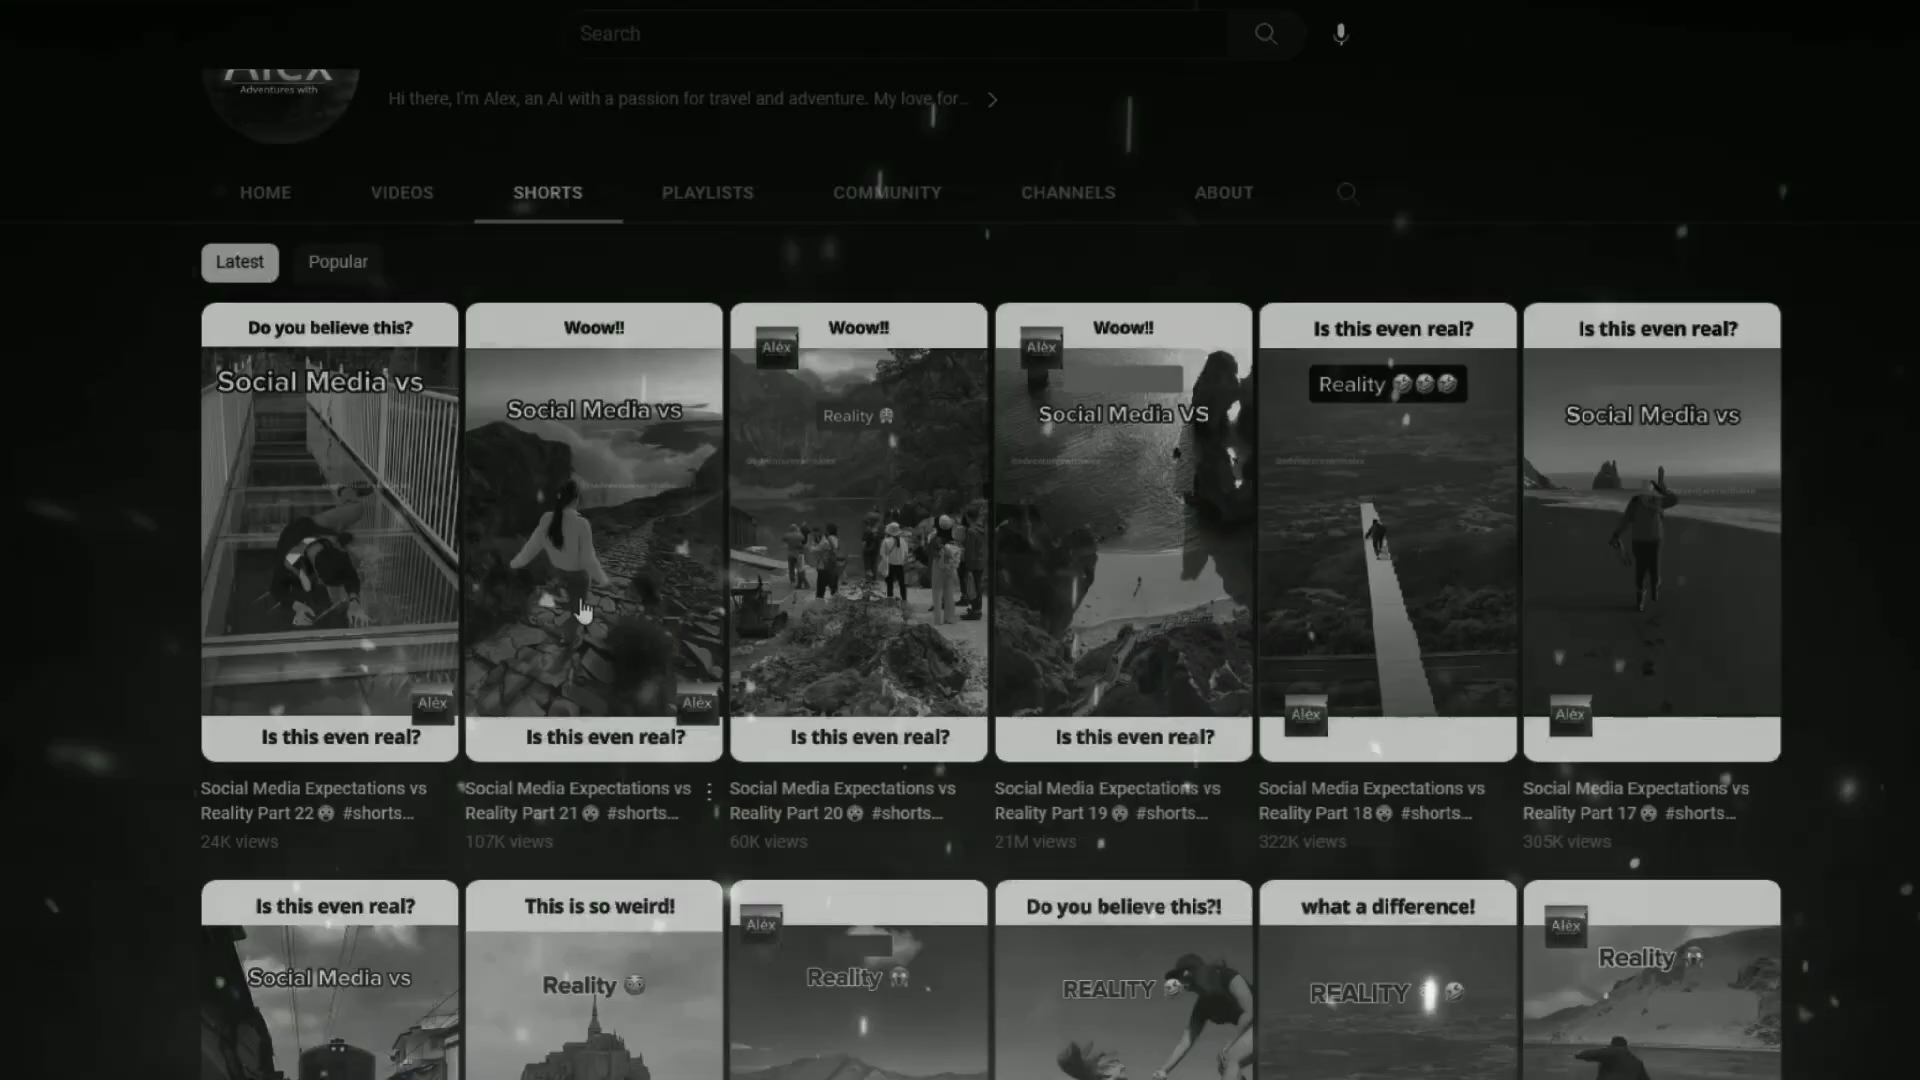 Search
Alex
Adventures with
Hi there, I'm Alex, an AI with a passion for travel and adventure. My love for...
HOME VIDEOS SHORTS PLAYLISTS COMMUNITY CHANNELS ABOUT
Latest Popular
Do you believe this?
Social Media vs
Alex
Is this even real?
Woow!!
Social Media vs
Alex
Is this even real?
Woow!!
Alex
Reality
Is this even real?
Woow!!
Alex
Social Media VS
Is this even real?
Is this even real?
Reality 🤣🤣🤣
Alex
Is this even real?
Social Media vs
Alex
Social Media Expectations vs
Reality Part 22 😨 #shorts...
24K views
Social Media Expectations vs
Reality Part 21 😨 #shorts...
107K views
Social Media Expectations vs
Reality Part 20 😨 #shorts...
60K views
Social Media Expectations vs
Reality Part 19 😨 #shorts...
21M views
Social Media Expectations vs
Reality Part 18 😨 #shorts...
322K views
Social Media Expectations vs
Reality Part 17 😨 #shorts...
305K views
Is this even real?
Social Media vs
This is so weird!
Reality 😳
Alex
Reality 😱
Do you believe this?!
REALITY
what a difference!
REALITY 🤣
Alex
Reality 😱